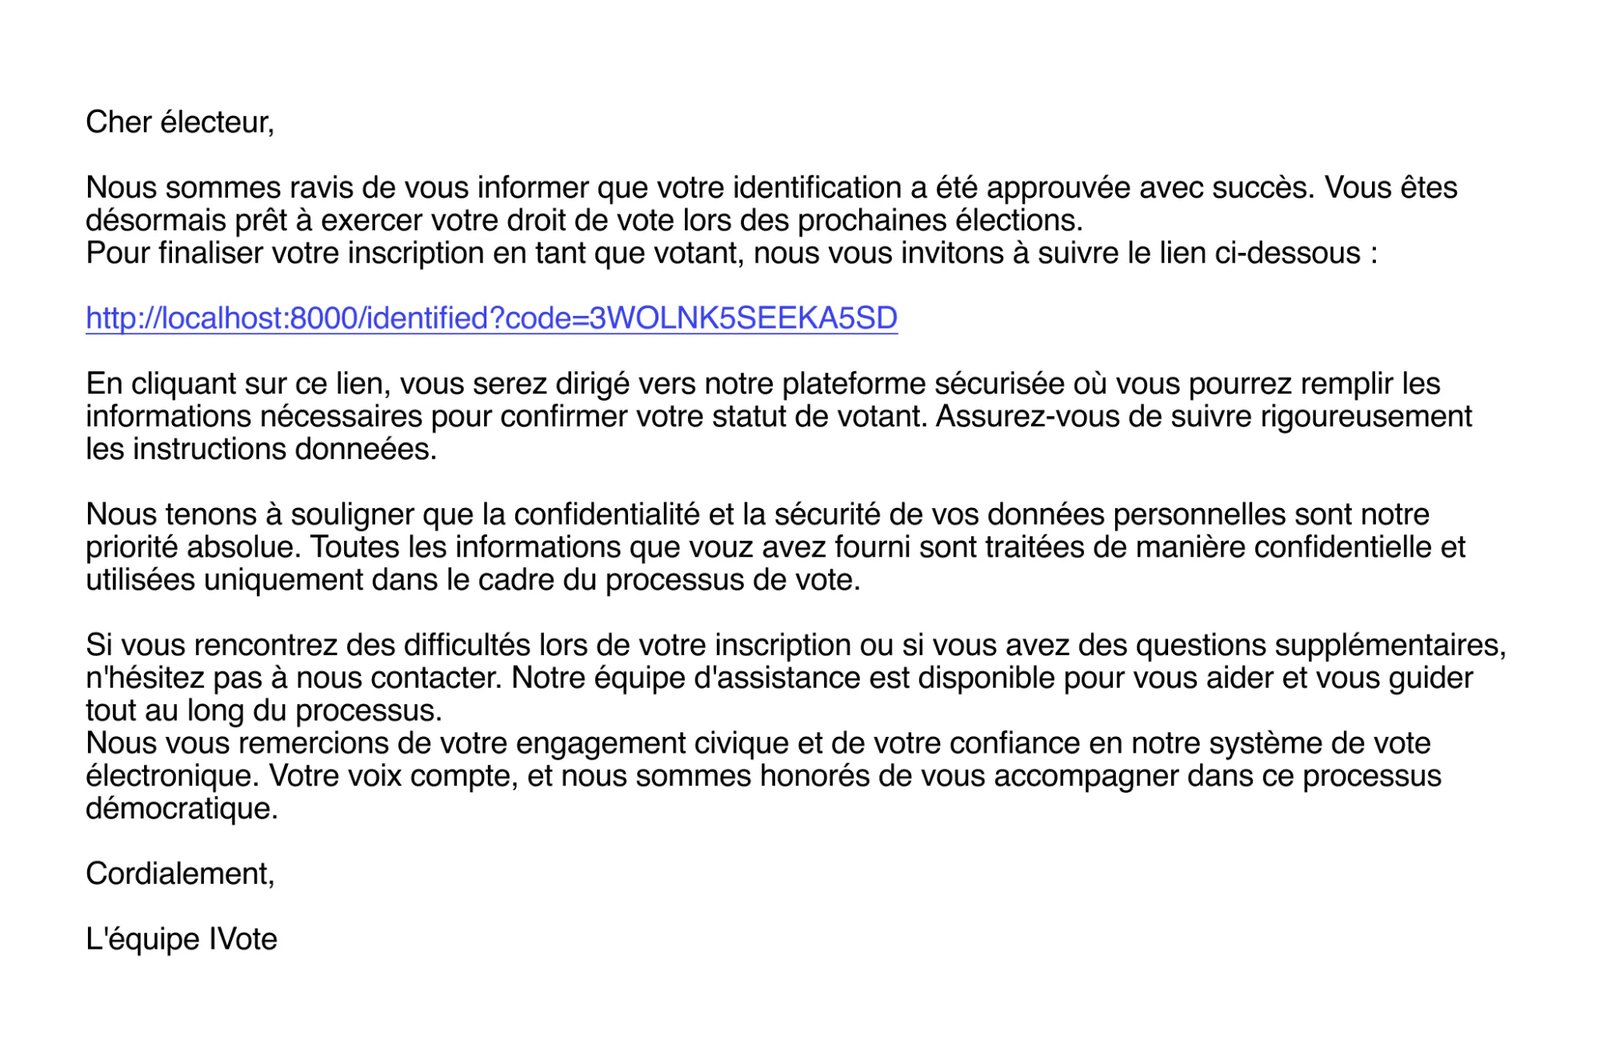 Cher électeur,
Nous sommes ravis de vous informer que votre identification a été approuvée avec succès. Vous êtes
désormais prêt à exercer votre droit de vote lors des prochaines élections.
Pour finaliser votre inscription en tant que votant, nous vous invitons à suivre le lien ci-dessous :
http://localhost:8000/identified?code=3WOLNK5SEEKA5SD
En cliquant sur ce lien, vous serez dirigé vers notre plateforme sécurisée où vous pourrez remplir les
informations nécessaires pour confirmer votre statut de votant. Assurez-vous de suivre rigoureusement
les instructions donneées.
Nous tenons à souligner que la confidentialité et la sécurité de vos données personnelles sont notre
priorité absolue. Toutes les informations que vouz avez fourni sont traitées de manière confidentielle et
utilisées uniquement dans le cadre du processus de vote.
Si vous rencontrez des difficultés lors de votre inscription ou si vous avez des questions supplémentaires,
n'hésitez pas à nous contacter. Notre équipe d'assistance est disponible pour vous aider et vous guider
tout au long du processus.
Nous vous remercions de votre engagement civique et de votre confiance en notre système de vote
électronique. Votre voix compte, et nous sommes honorés de vous accompagner dans ce processus
démocratique.
Cordialement,
L'équipe IVote